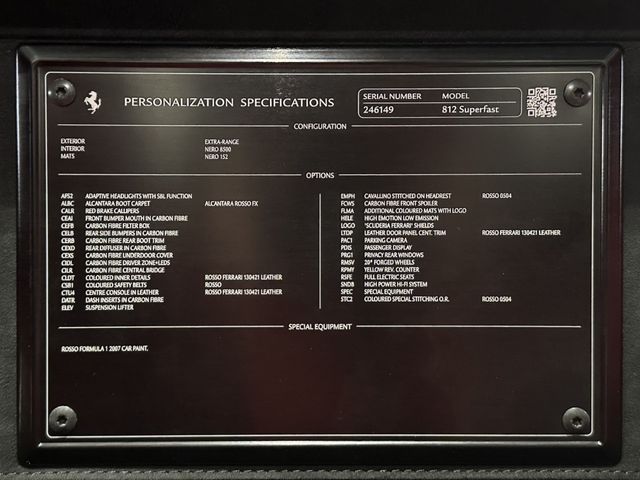 PERSONALIZATION SPECIFICATIONS
SERIAL NUMBER MODEL
246149 812 Superfast
CONFIGURATION
EXTERIOR EXTRA-RANGE
INTERIOR NERO 8500
MATS NERO 152
OPTIONS
AFS2 ADAPTIVE HEADLIGHTS WITH SBL FUNCTION
ALBC ALCANTARA BOOT CARPET ALCANTARA ROSSO FX
CALR RED BRAKE CALLIPERS
CEAI FRONT BUMPER MOUTH IN CARBON FIBRE
CEFB CARBON FIBRE FILTER BOX
CELB REAR SIDE BUMPERS IN CARBON FIBRE
CERB CARBON FIBRE REAR BOOT TRIM
CEXD REAR DIFFUSER IN CARBON FIBRE
CEXS CARBON FIBRE UNDERDOOR COVER
CIDL CARBON FIBRE DRIVER ZONE+LEDS
CILR CARBON FIBRE CENTRAL BRIDGE
CLDT COLOURED INNER DETAILS ROSSO FERRARI 130421 LEATHER
CSB1 COLOURED SAFETY BELTS ROSSO
CTU4 CENTRE CONSOLE IN LEATHER ROSSO FERRARI 130421 LEATHER
DATR DASH INSERTS IN CARBON FIBRE
ELEV SUSPENSION LIFTER
EMPH CAVALLINO STITCHED ON HEADREST ROSSO 0504
FCWS CARBON FIBRE FRONT SPOILER
FLMA ADDITIONAL COLOURED MATS WITH LOGO
HELE HIGH EMOTION LOW EMISSION
LOGO "SCUDERIA FERRARI" SHIELDS
LTDP LEATHER DOOR PANEL CENT. TRIM ROSSO FERRARI 130421 LEATHER
PAC1 PARKING CAMERA
PDIS PASSENGER DISPLAY
PRG1 PRIVACY REAR WINDOWS
RMSV 20" FORGED WHEELS
RPMY YELLOW REV. COUNTER
RSFE FULL ELECTRIC SEATS
SNDB HIGH POWER HI-FI SYSTEM
SPEC SPECIAL EQUIPMENT
STC2 COLOURED SPECIAL STITCHING O.R. ROSSO 0504
SPECIAL EQUIPMENT
ROSSO FORMULA 1 2007 CAR PAINT.